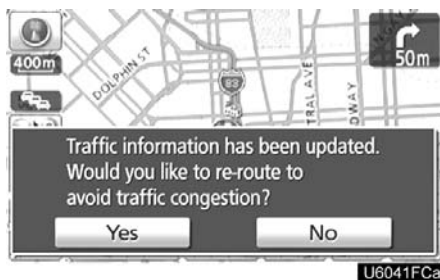 400m
DOLPHIN ST
83
TRAL AVE
DWAY
50m
Traffic information has been updated.
Would you like to re-route to
avoid traffic congestion?
Yes
No
U6041FCa